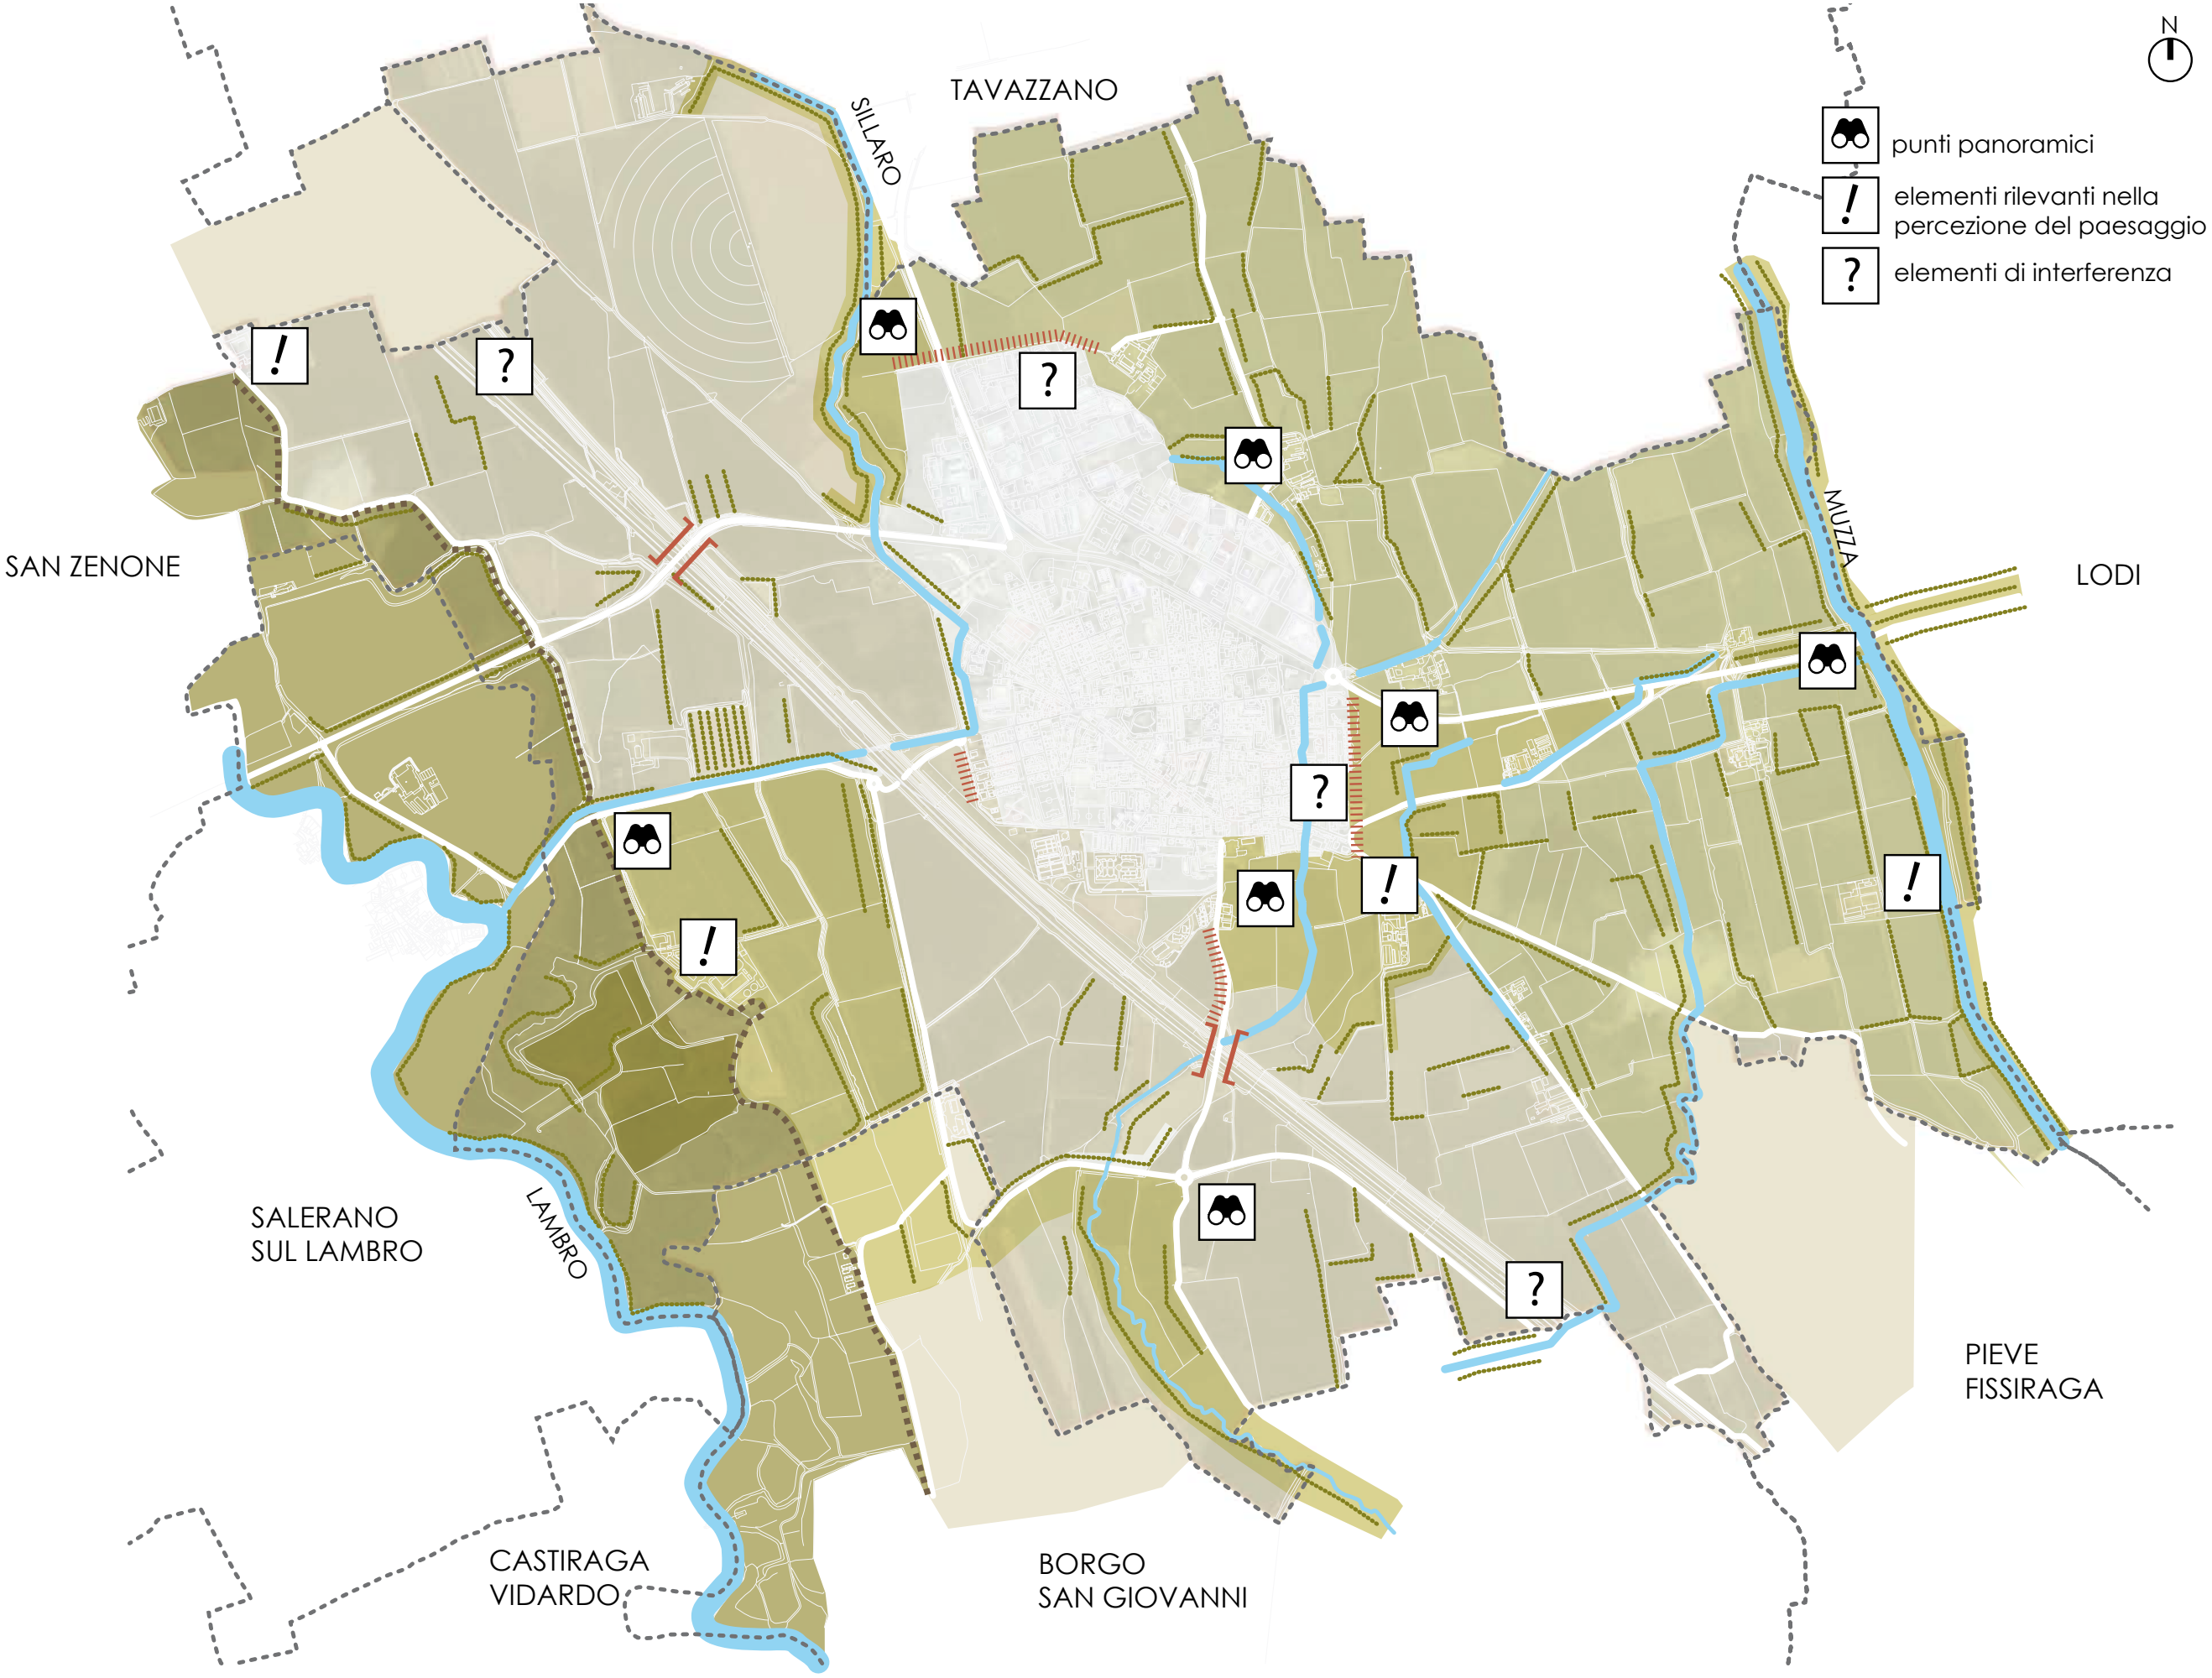 N
TAVAZZANO
SILLARO
punti panoramici
!
elementi rilevanti nella
percezione del paesaggio
?
elementi di interferenza
!
?
?
MUZZA
SAN ZENONE
LODI
?
!
!
!
SALERANO
SUL LAMBRO
LAMBRO
?
PIEVE
FISSIRAGA
CASTIRAGA
VIDARDO
BORGO
SAN GIOVANNI